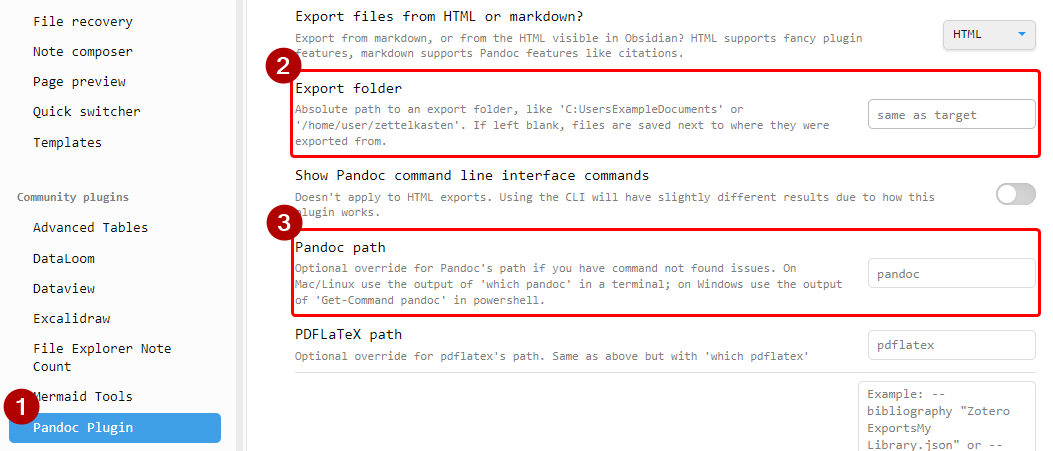 File recovery
Note composer
Page preview
Quick switcher
Templates
Community plugins
Advanced Tables
DataLoom
Dataview
Excalidraw
File Explorer Note
Count
Mermaid Tools
1
Pandoc Plugin
Export files from HTML or markdown?
Export from markdown, or from the HTML visible in Obsidian? HTML supports fancy plugin
features, markdown supports Pandoc features like citations.
HTML
2
Export folder
Absolute path to an export folder, like 'C:UsersExampleDocuments' or
'/home/user/zettelkasten'. If left blank, files are saved next to where they were
exported from.
same as target
Show Pandoc command line interface commands
Doesn't apply to HTML exports. Using the CLI will have slightly different results due to how this
plugin works.
3
Pandoc path
Optional override for Pandoc's path if you have command not found issues. On
Mac/Linux use the output of 'which pandoc' in a terminal; on Windows use the output
of 'Get-Command pandoc' in powershell.
pandoc
PDFLaTeX path
Optional override for pdflatex's path. Same as above but with 'which pdflatex'
pdflatex
Example: --
bibliography "Zotero
ExportsMy
Library.json" or --